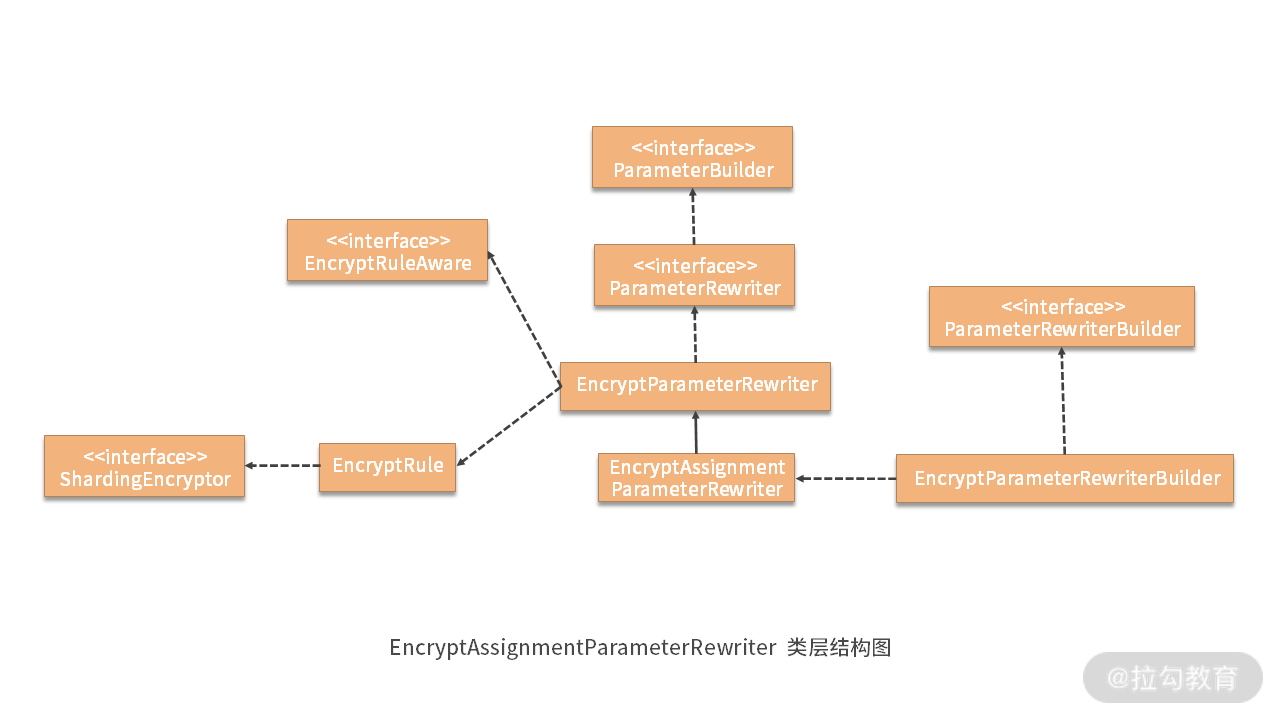 <<interface>>
ParameterBuilder
<<interface>>
EncryptRuleAware
<<interface>>
ParameterRewriter
<<interface>>
ParameterRewriterBuilder
EncryptParameterRewriter
<<interface>>
ShardingEncryptor
EncryptRule
EncryptAssignment
ParameterRewriter
EncryptParameterRewriterBuilder
EncryptAssignmentParameterRewriter 类层结构图
@拉勾教育